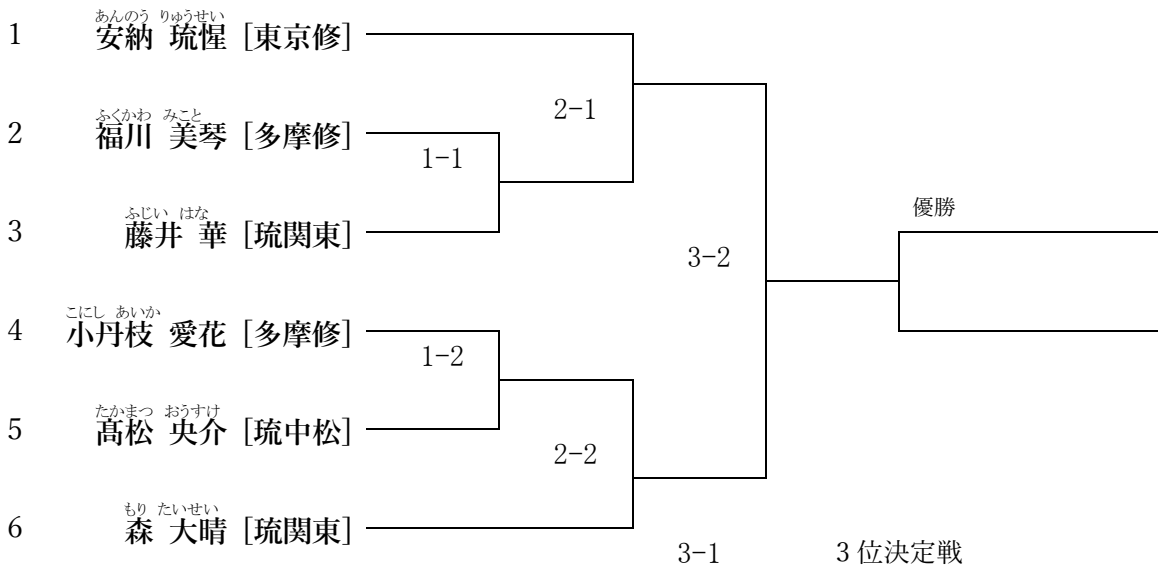 あんのう りゅうせい
1 安納 琉惺 [東京修]
2-1
ふくかわ みこと
2 福川 美琴 [多摩修]
1-1
ふじい はな
3 藤井 華 [琉関東]
優勝
3-2
こにし あいか
4 小丹枝 愛花 [多摩修]
1-2
たかまつ おうすけ
5 髙松 央介 [琉中松]
2-2
もり たいせい
6 森 大晴 [琉関東]
3-1 3位決定戦